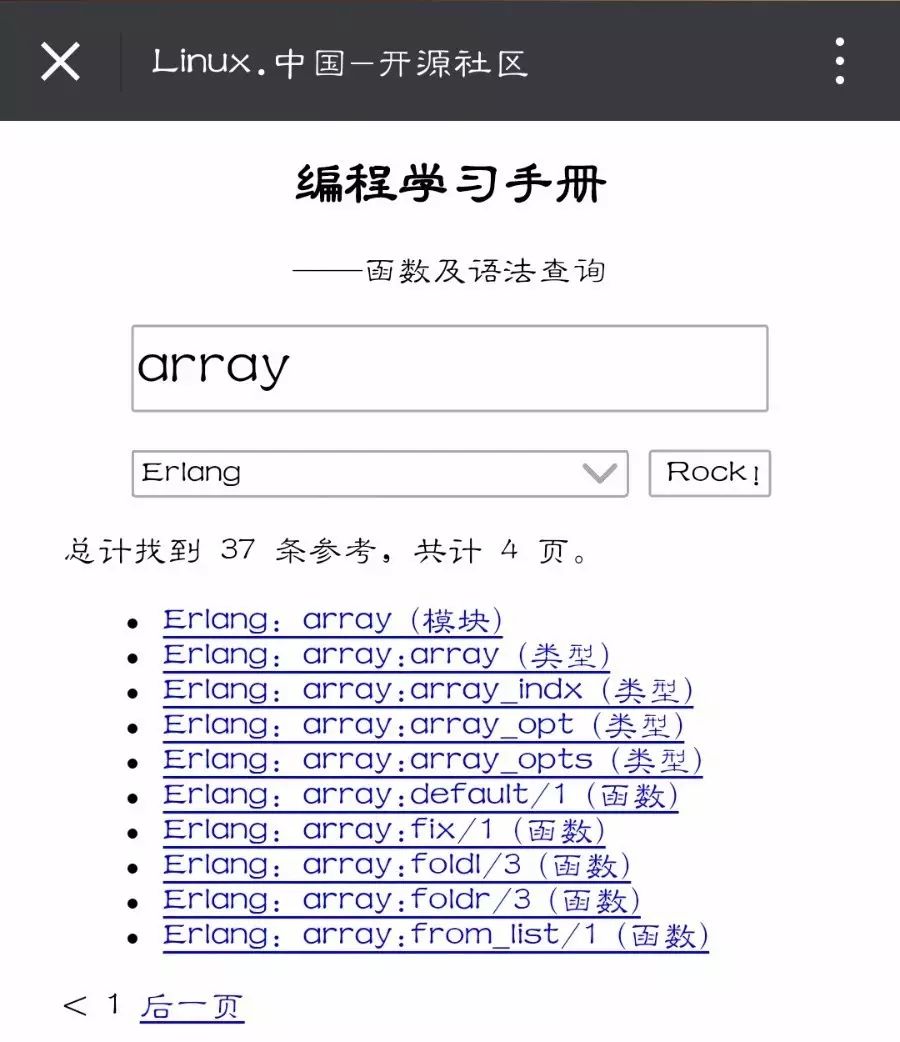 Linux.中国-开源社区
编程学习手册
——函数及语法查询
array
Erlang
Rock!
总计找到 37 条参考，共计 4 页。
Erlang: array (模块)
Erlang: array:array (类型)
Erlang: array:array_indx (类型)
Erlang: array:array_opt (类型)
Erlang: array:array_opts (类型)
Erlang: array:default/1 (函数)
Erlang: array:fix/1 (函数)
Erlang: array:foldl/3 (函数)
Erlang: array:foldr/3 (函数)
Erlang: array:from_list/1 (函数)
< 1 后一页